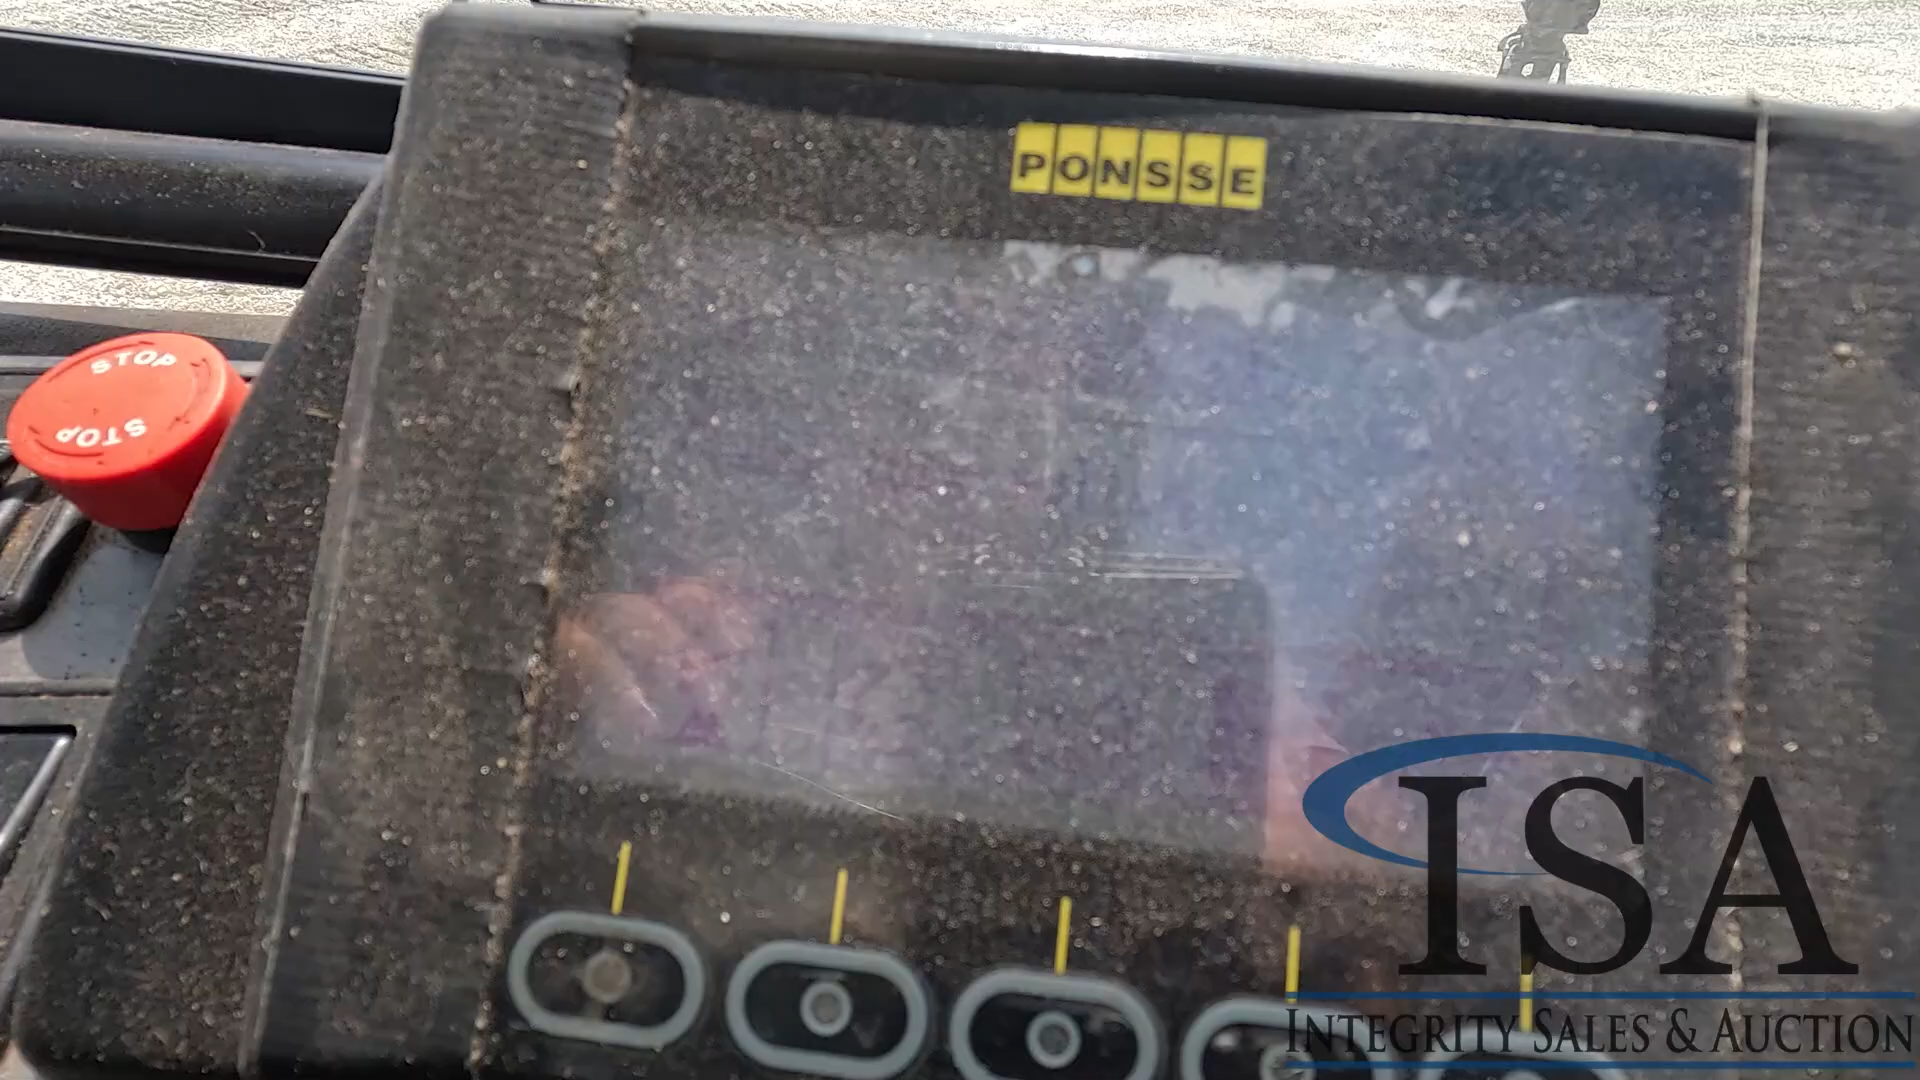 PONSSE
STOP
STOP
ISA
INTEGRITY SALES & AUCTION